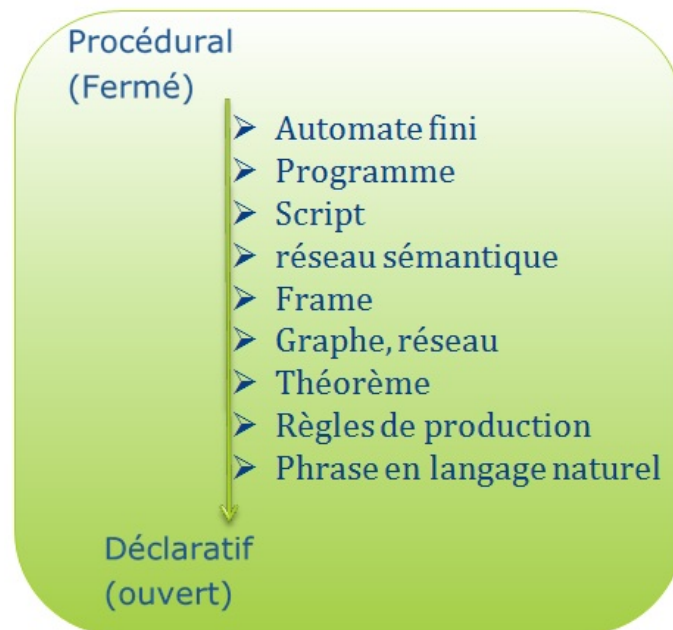 Procédural
(Fermé)
➢ Automate fini
➢ Programme
➢ Script
➢ réseau sémantique
➢ Frame
➢ Graphe, réseau
➢ Théorème
➢ Règles de production
➢ Phrase en langage naturel
Déclaratif
(ouvert)